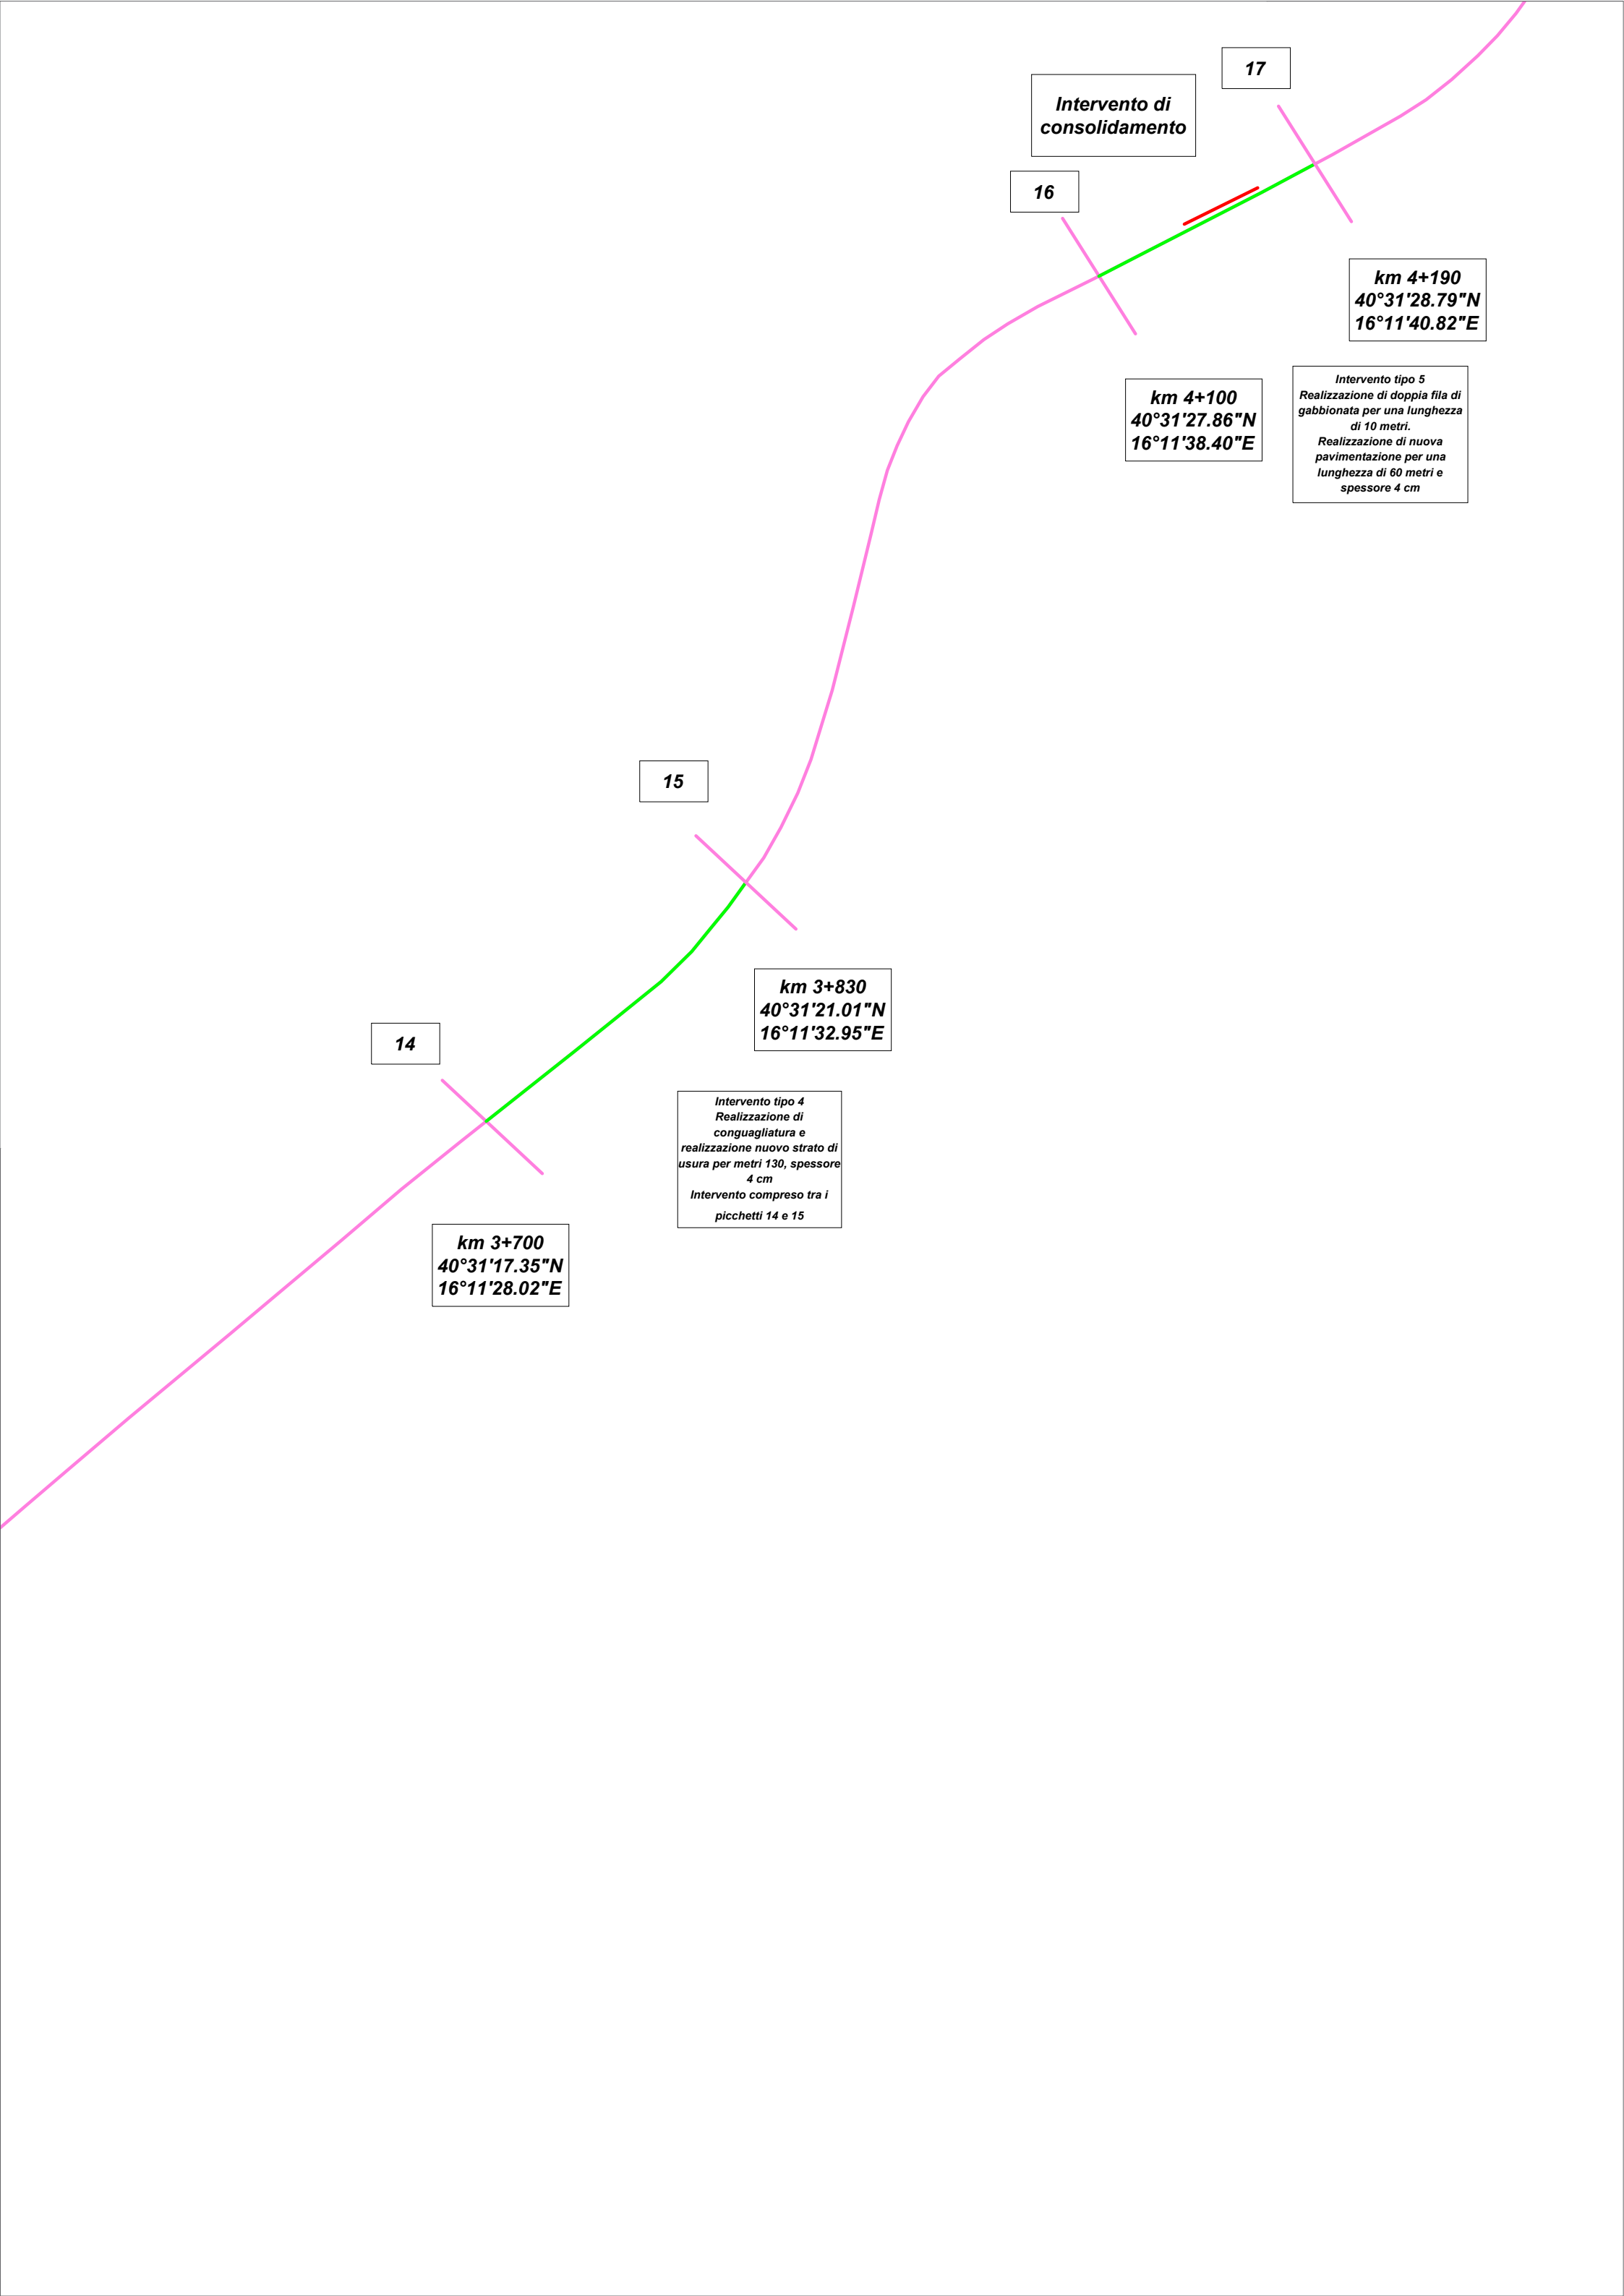 17
Intervento di
consolidamento
16
km 4+190
40°31'28.79"N
16°11'40.82"E
Intervento tipo 5
Realizzazione di doppia fila di
gabbionata per una lunghezza
di 10 metri.
Realizzazione di nuova
pavimentazione per una
lunghezza di 60 metri e
spessore 4 cm
km 4+100
40°31'27.86"N
16°11'38.40"E
15
km 3+830
40°31'21.01"N
16°11'32.95"E
14
Intervento tipo 4
Realizzazione di
conguagliatura e
realizzazione nuovo strato di
usura per metri 130, spessore
4 cm
Intervento compreso tra i
picchetti 14 e 15
km 3+700
40°31'17.35"N
16°11'28.02"E